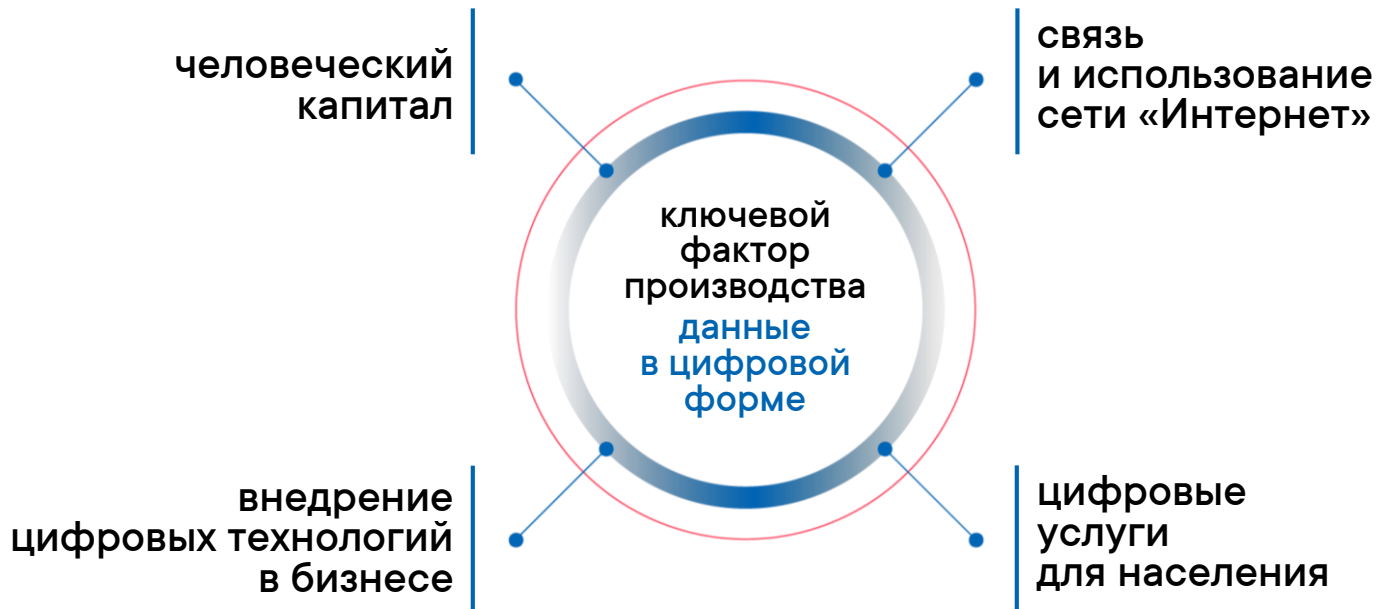 человеческий
капитал
связь
и использование
сети «Интернет»
ключевой
фактор
производства
данные
в цифровой
форме
внедрение
цифровых технологий
в бизнесе
цифровые
услуги
для населения